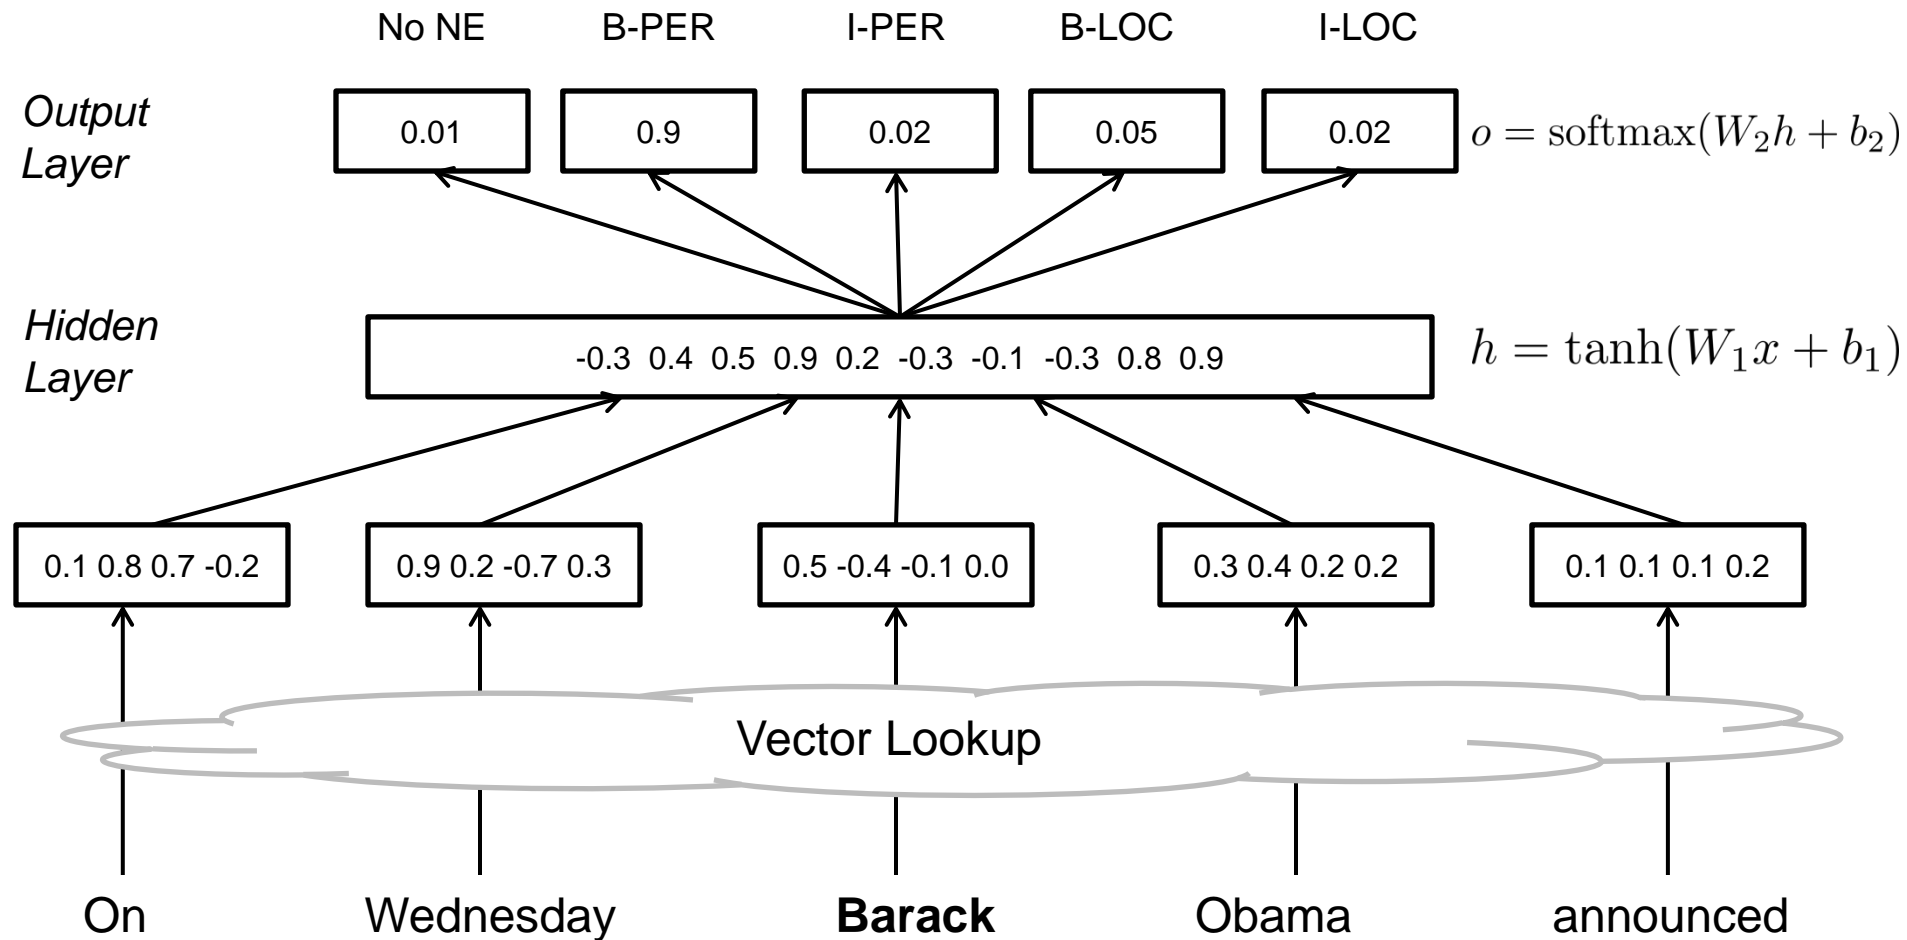 No NE B-PER I-PER B-LOC I-LOC
Output
Layer
0.01 0.9 0.02 0.05 0.02
o = softmax(W₂h + b₂)
Hidden
Layer
-0.3 0.4 0.5 0.9 0.2 -0.3 -0.1 -0.3 0.8 0.9
h = tanh(W₁x + b₁)
0.1 0.8 0.7 -0.2 0.9 0.2 -0.7 0.3 0.5 -0.4 -0.1 0.0 0.3 0.4 0.2 0.2 0.1 0.1 0.1 0.2
Vector Lookup
On Wednesday Barack Obama announced